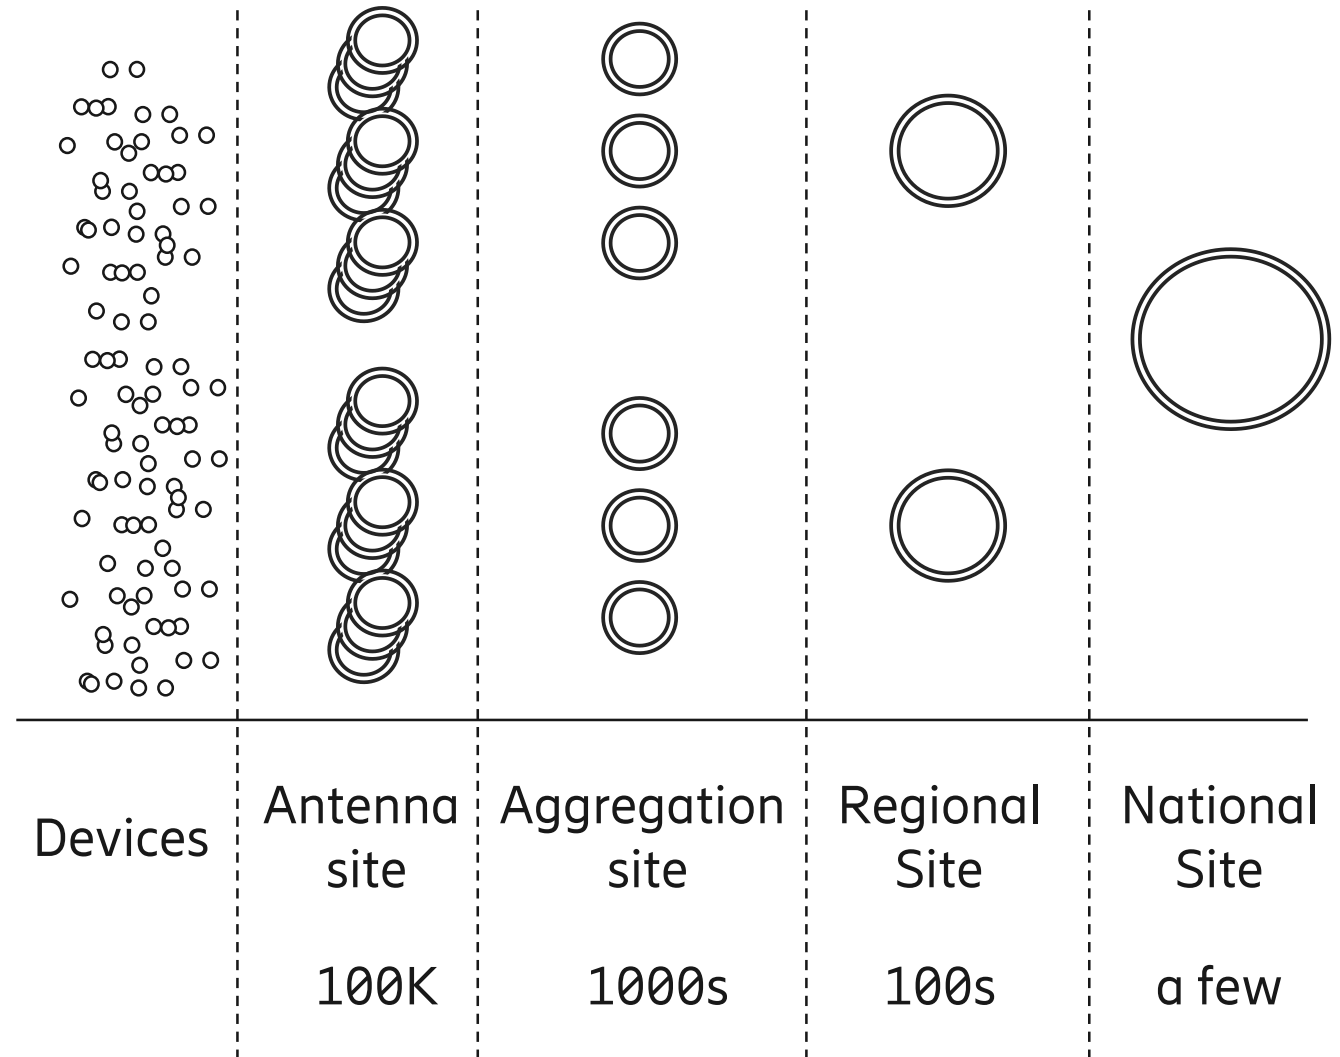 Devices
Antenna
site
100K
Aggregation
site
1000s
Regional
Site
100s
National
Site
a few